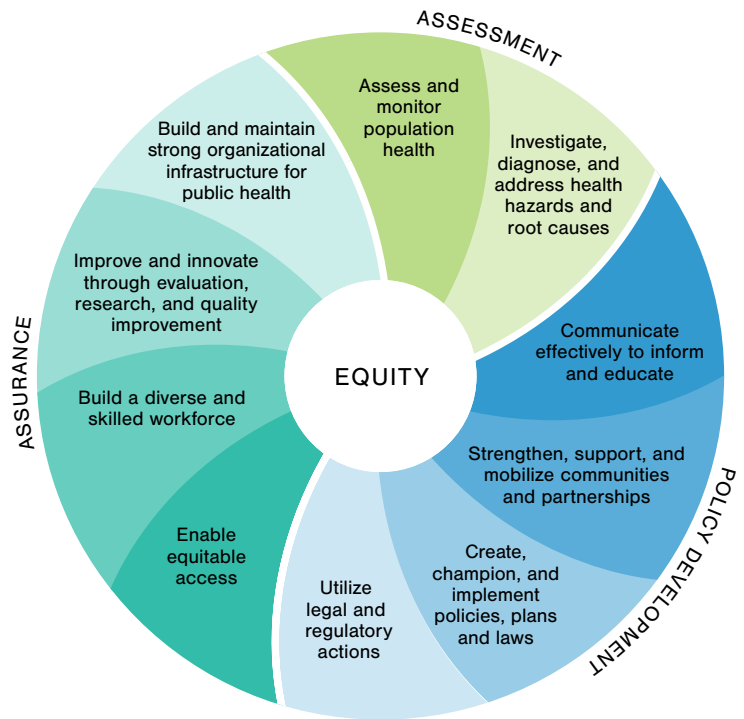 ASSESSMENT
Assess and
monitor
population
health
Investigate,
diagnose, and
address health
hazards and
root causes
POLICY DEVELOPMENT
Communicate
effectively to inform
and educate
Strengthen, support, and
mobilize communities
and partnerships
Create,
champion, and
implement
policies, plans
and laws
Utilize
legal and
regulatory
actions
ASSURANCE
Enable
equitable
access
Build a diverse and
skilled workforce
Improve and innovate
through evaluation,
research, and quality
improvement
Build and maintain
strong organizational
infrastructure for
public health
EQUITY